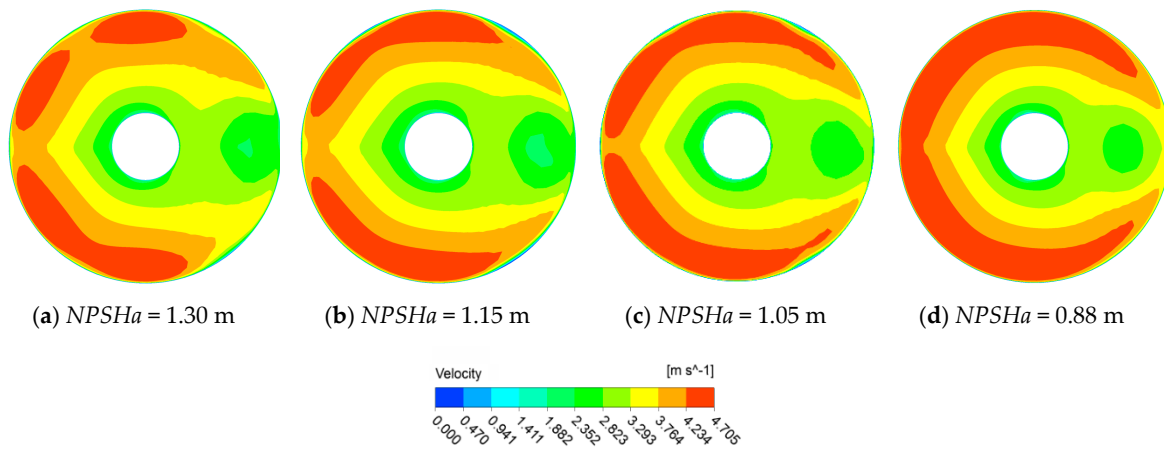 (a) NPSHa = 1.30 m
(b) NPSHa = 1.15 m
(c) NPSHa = 1.05 m
(d) NPSHa = 0.88 m
Velocity [m s^-1]
0.000 0.470 0.941 1.411 1.882 2.352 2.823 3.293 3.764 4.234 4.705